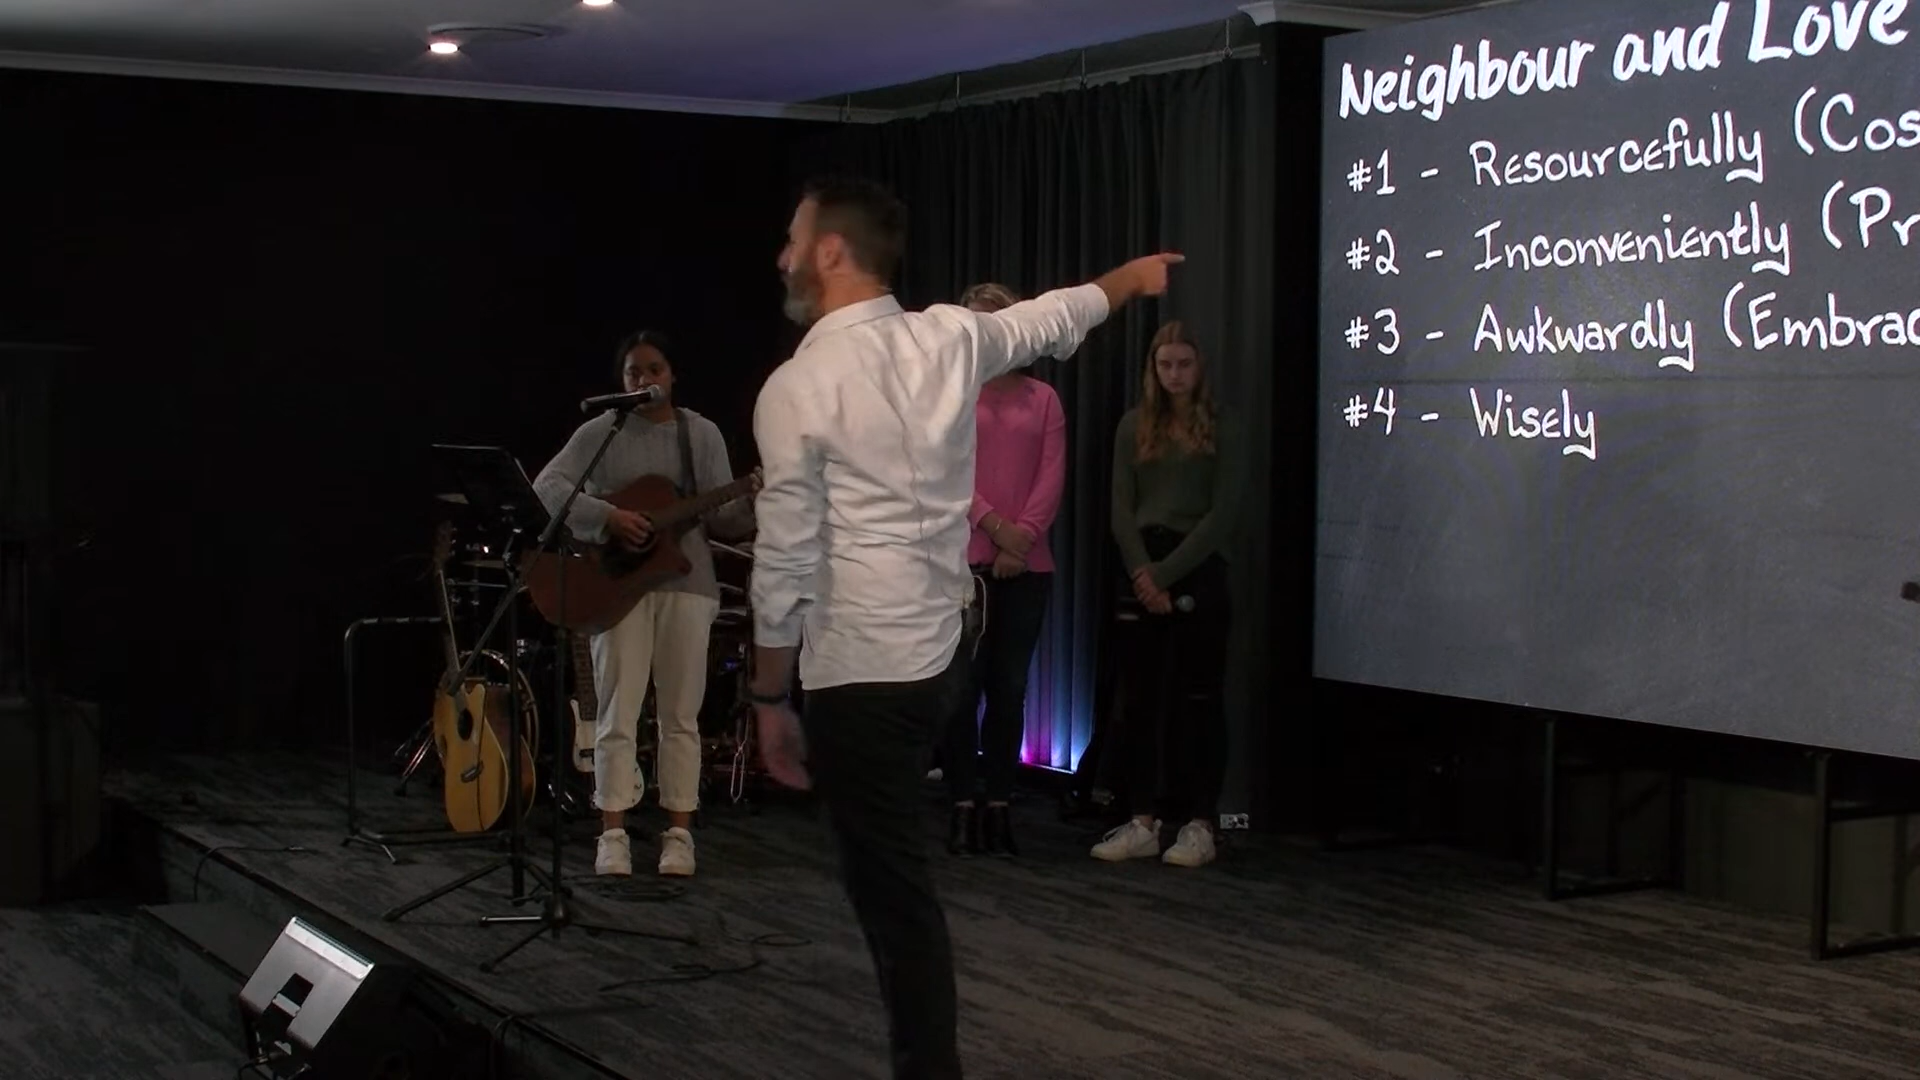 Neighbour and Love
#1 - Resourcefully (Cos
#2 - Inconveniently (Pr
#3 - Awkwardly (Embrac
#4 - Wisely